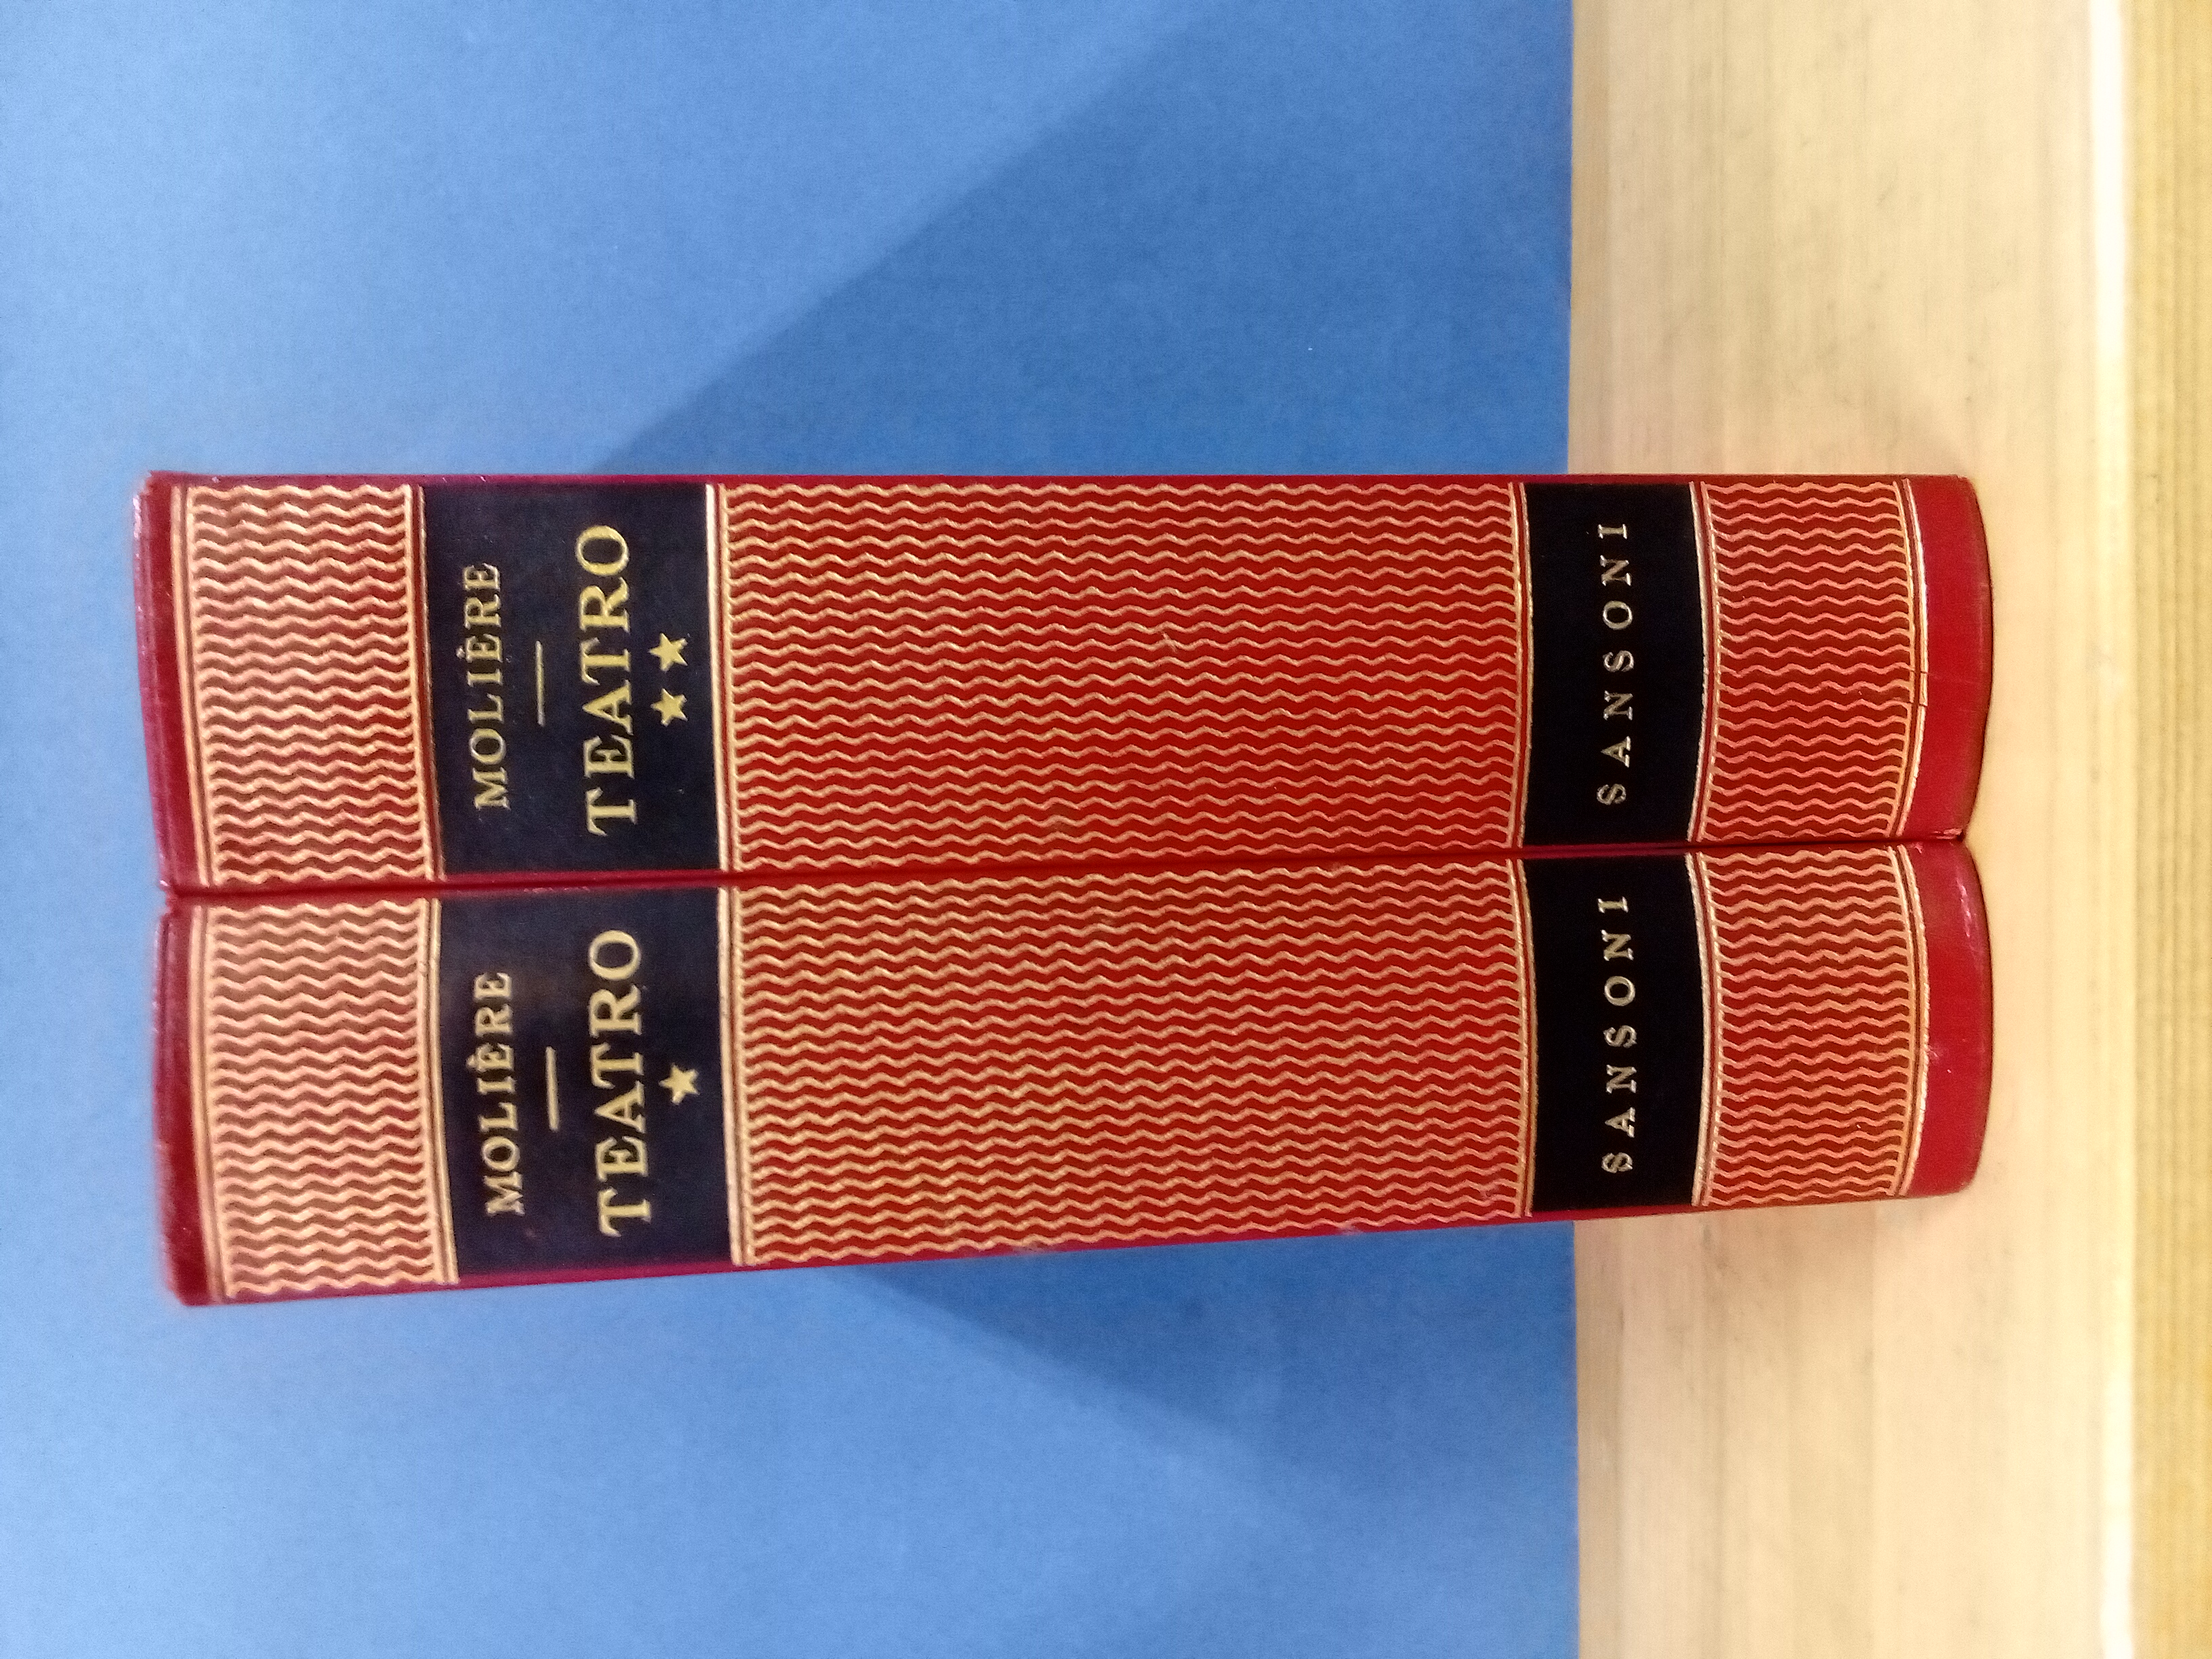 MOLIÈRE
TEATRO
★
SANSONI
MOLIÈRE
TEATRO
★★
SANSONI